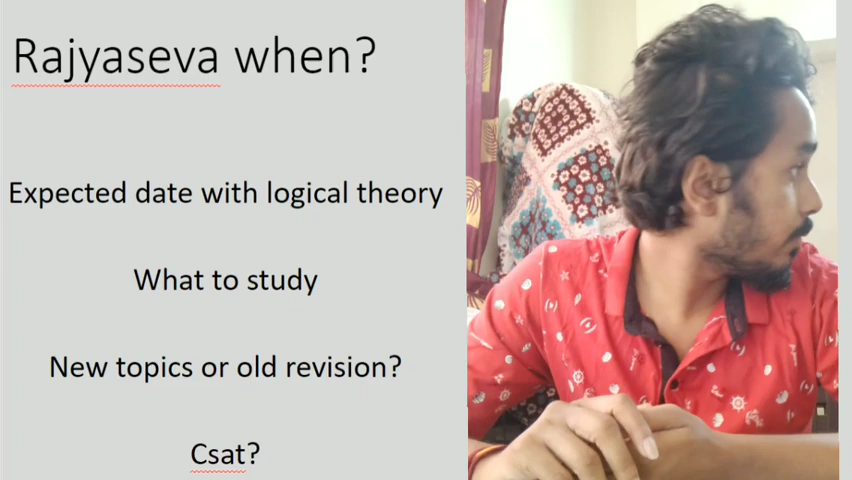 Rajyaseva when?
Expected date with logical theory
What to study
New topics or old revision?
Csat?